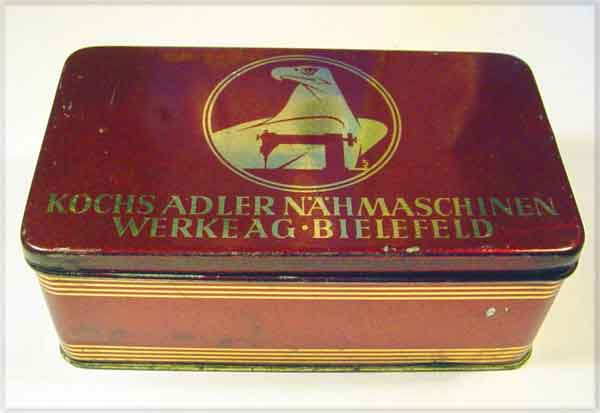 KOCHS ADLER NÄHMASCHINEN
WERKE AG · BIELEFELD